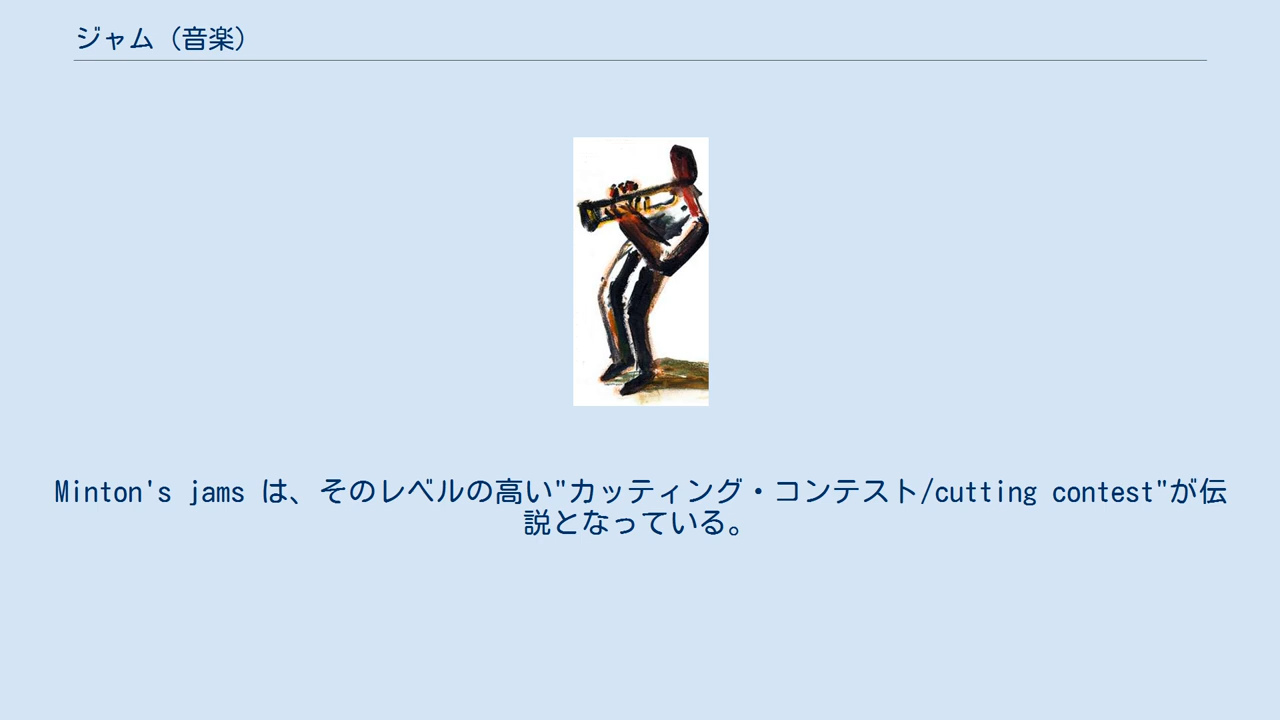 ジャム（音楽）
Minton's jams は、そのレベルの高い"カッティング・コンテスト/cutting contest"が伝
説となっている。